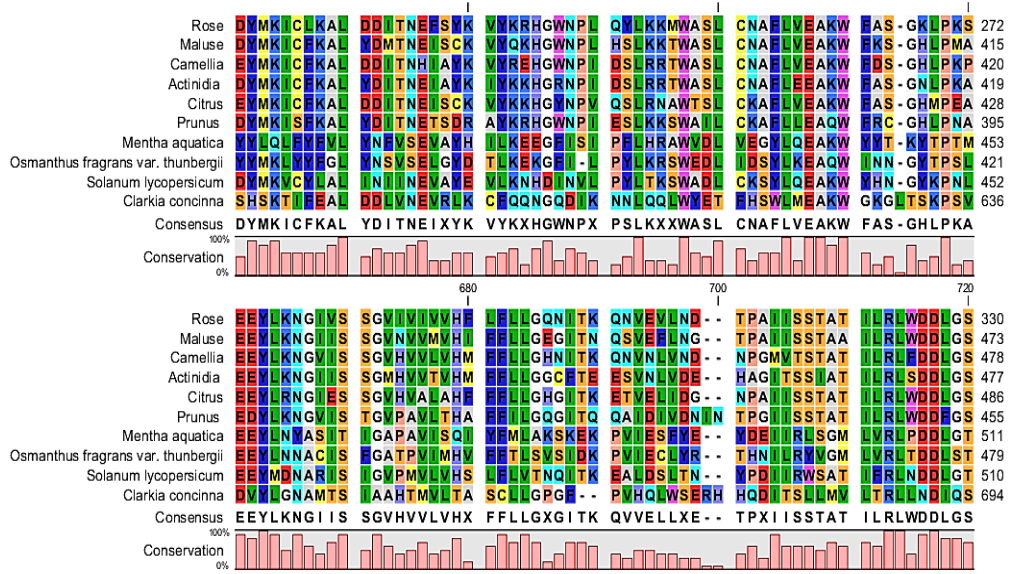 Rose DYMKICLKAL DDITNEFSYK VYKRHGWNPL QYLKKMWASL CNAFLVEAKW FAS-GHLPKS 272
Maluse DYMKICFKAL YDMTNEISCK VYQKHGWNPL HSLKKTWASL CNAFLVEAKW FKS-GHLPMA 415
Camellia EYMKICFKAL DDITNHIAYK VYREHGWNPI DSLRRTWASL CNAFLVEAKW FDS-GHLPKP 420
Actinidia DYMKICFKAL YDITNEIAYK VYKKHGRNPI DSLRRTWASL CNAFLEEAKW FAS-GNLPKA 419
Citrus EYMKICFKAL DDITNEISCK VYKKHGYNPV QSLRNAWTSL CKAFLVEAKW FAS-GHMPEA 428
Prunus DYMKISFKAL YDITNETSDR AYKRHGWNPI ESLKKSWAIL CKAFLLEAQW FRC-GHLPNA 395
Mentha aquatica YYLQLFYFVL YNFVSEVAYH ILKEEGFISI PFLHRAWVDL VEGYLQEAKW YYT-KYTPTM 453
Osmanthus fragrans var. thunbergii YYMKLYYFGL YNSVSELGYD TLKEKGFI-L PYLKRSWEDL IDSYLKEAQW INN-GYTPSL 421
Solanum lycopersicum DYMKVCYLAL INIINEVAYE VLKNHDINVL PYLTKSWADL CKSYLQEAKW YHN-GYKPNL 452
Clarkia concinna SHSKTIFEAL DDLVNEVRLK CFQQNGQDIK NNLQQLWYET FHSWLMEAKW GKGLTSKPSV 636
Consensus DYMKICFKAL YDITNEIXYK VYKXHGWNPX PSLKXXWASL CNAFLVEAKW FAS-GHLPKA
100%
Conservation
0%
680 700 720
Rose EEYLKNGIVS SGVIVIVVHF LFLLGQNITK QNVEVLND-- TPAIISSTAT ILRLWDDLGS 330
Maluse EEYLKNGIVS SGVNVVMVHI FFLLGEGITN QSVEFLNG-- TPAIISSTAA ILRLWDDLGS 473
Camellia EEYLKNGVIS SGVHVVLVHM FFLLGHNITK QNVNLVND-- NPGMVTSTAT ILRLFDDLGS 478
Actinidia EEYLKNGIIS SGMHVVTVHM FFLLGGCFTE ESVNLVDE-- HAGITSSIAT ILRLSDDLGS 477
Citrus EEYLRNGIES SGVHVALAHF FFLLGHGITK ETVELIDG-- NPAIISSTAT ILRLWDDLGS 486
Prunus EDYLKNGVIS TGVPAVLTHA FFILGQGITQ QAIDIVDNIN TPGIISSTAT ILRLWDDFGS 455
Mentha aquatica EEYLNYASIT IGAPAVISQI YFMLAKSKEK PVIESFYE-- YDEIIRLSGM LVRLPDDLGT 511
Osmanthus fragrans var. thunbergii EEYLNNACIS FGATPVIMHV FFTLSVSIDK PVIECLYR-- THNILRYVGM LVRLTDDLST 479
Solanum lycopersicum EEYMDNARIS IGVPMVLVHS LFLVTNQITK EALDSLTN-- YPDIIRWSAT IFRLNDDLGT 510
Clarkia concinna DVYLGNAMTS IAAHTMVLTA SCLLGPGF-- PVHQLWSERH HQDITSLLMV LTRLLNDIQS 694
Consensus EEYLKNGIIS SGVHVVLVHX FFLLGXGITK QVVELLXE-- TPXIISSTAT ILRLWDDLGS
100%
Conservation
0%